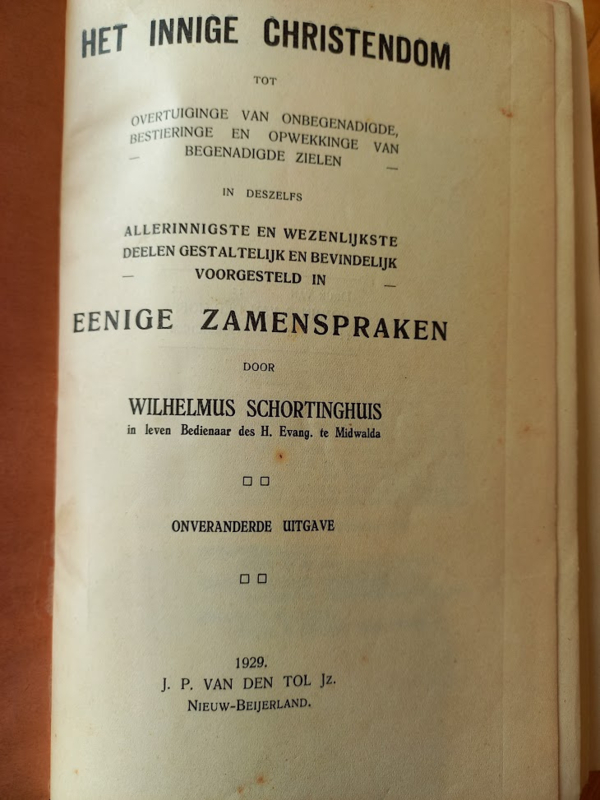 HET INNIGE CHRISTENDOM
TOT
OVERTUIGINGE VAN ONBEGENADIGDE,
BESTIERINGE EN OPWEKKINGE VAN
— BEGENADIGDE ZIELEN —
IN DESZELFS
ALLERINNIGSTE EN WEZENLIJKSTE
DEELEN GESTALTELIJK EN BEVINDELIJK
— VOORGESTELD IN —
EENIGE ZAMENSPRAKEN
DOOR
WILHELMUS SCHORTINGHUIS
in leven Bedienaar des H. Evang. te Midwalda
ONVERANDERDE UITGAVE
1929.
J. P. VAN DEN TOL Jz.
NIEUW-BEIJERLAND.